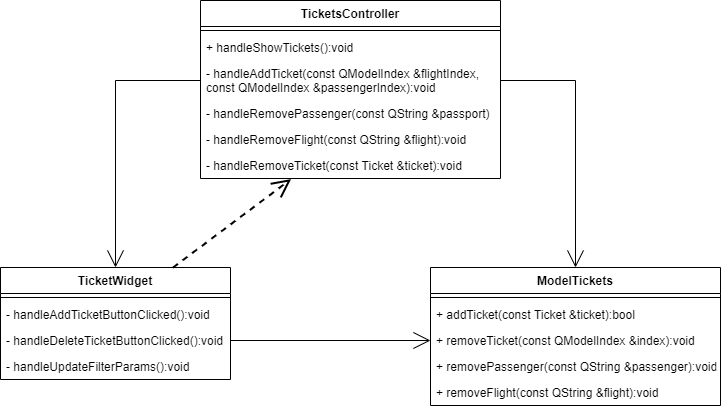 TicketsController
+ handleShowTickets():void
- handleAddTicket(const QModelIndex &flightIndex,
const QModelIndex &passengerIndex):void
- handleRemovePassenger(const QString &passport)
- handleRemoveFlight(const QString &flight):void
- handleRemoveTicket(const Ticket &ticket):void
TicketWidget
- handleAddTicketButtonClicked():void
- handleDeleteTicketButtonClicked():void
- handleUpdateFilterParams():void
ModelTickets
+ addTicket(const Ticket &ticket):bool
+ removeTicket(const QModelIndex &index):void
+ removePassenger(const QString &passenger):void
+ removeFlight(const QString &flight):void